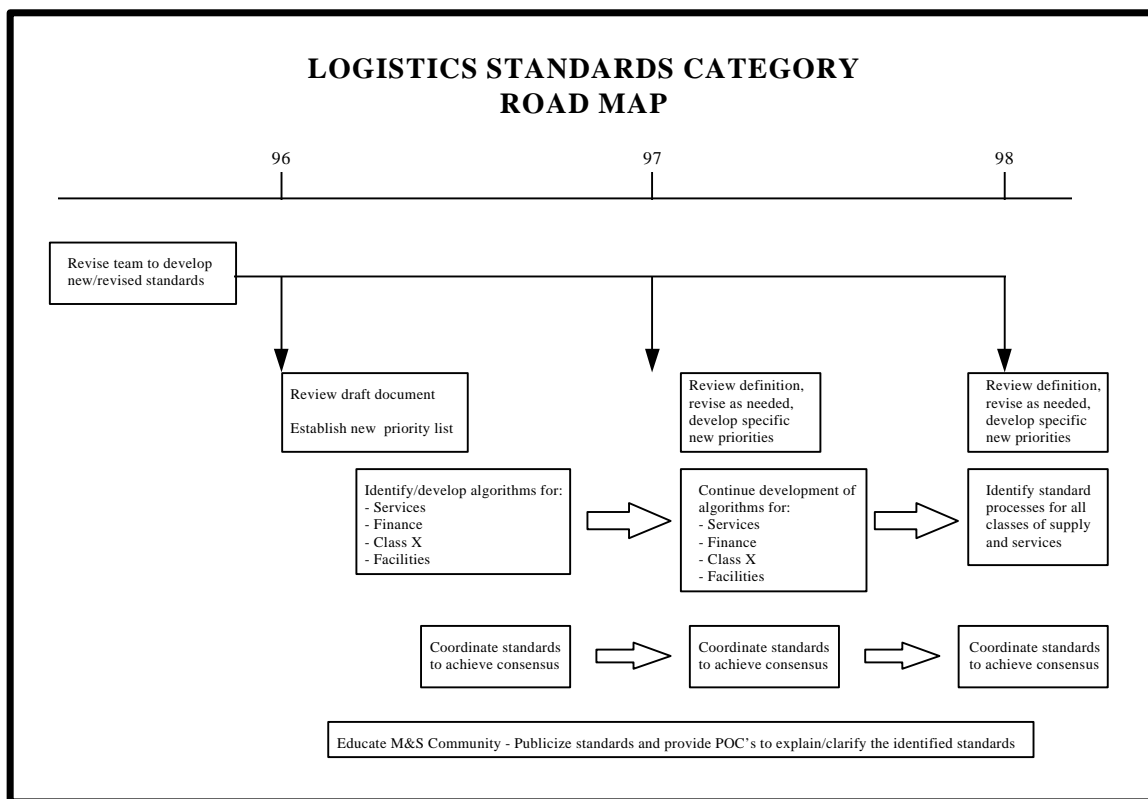 LOGISTICS STANDARDS CATEGORY
ROAD MAP
96
97
98
Revise team to develop
new/revised standards
Review draft document
Establish new  priority list
Review definition,
revise as needed,
develop specific
new priorities
Review definition,
revise as needed,
develop specific
new priorities
Identify/develop algorithms for:
- Services
- Finance
- Class X
- Facilities
Continue development of
algorithms for:
- Services
- Finance
- Class X
- Facilities
Identify standard
processes for all
classes of supply
and services
Coordinate standards
to achieve consensus
Coordinate standards
to achieve consensus
Coordinate standards
to achieve consensus
Educate M&S Community - Publicize standards and provide POC's to explain/clarify the identified standards